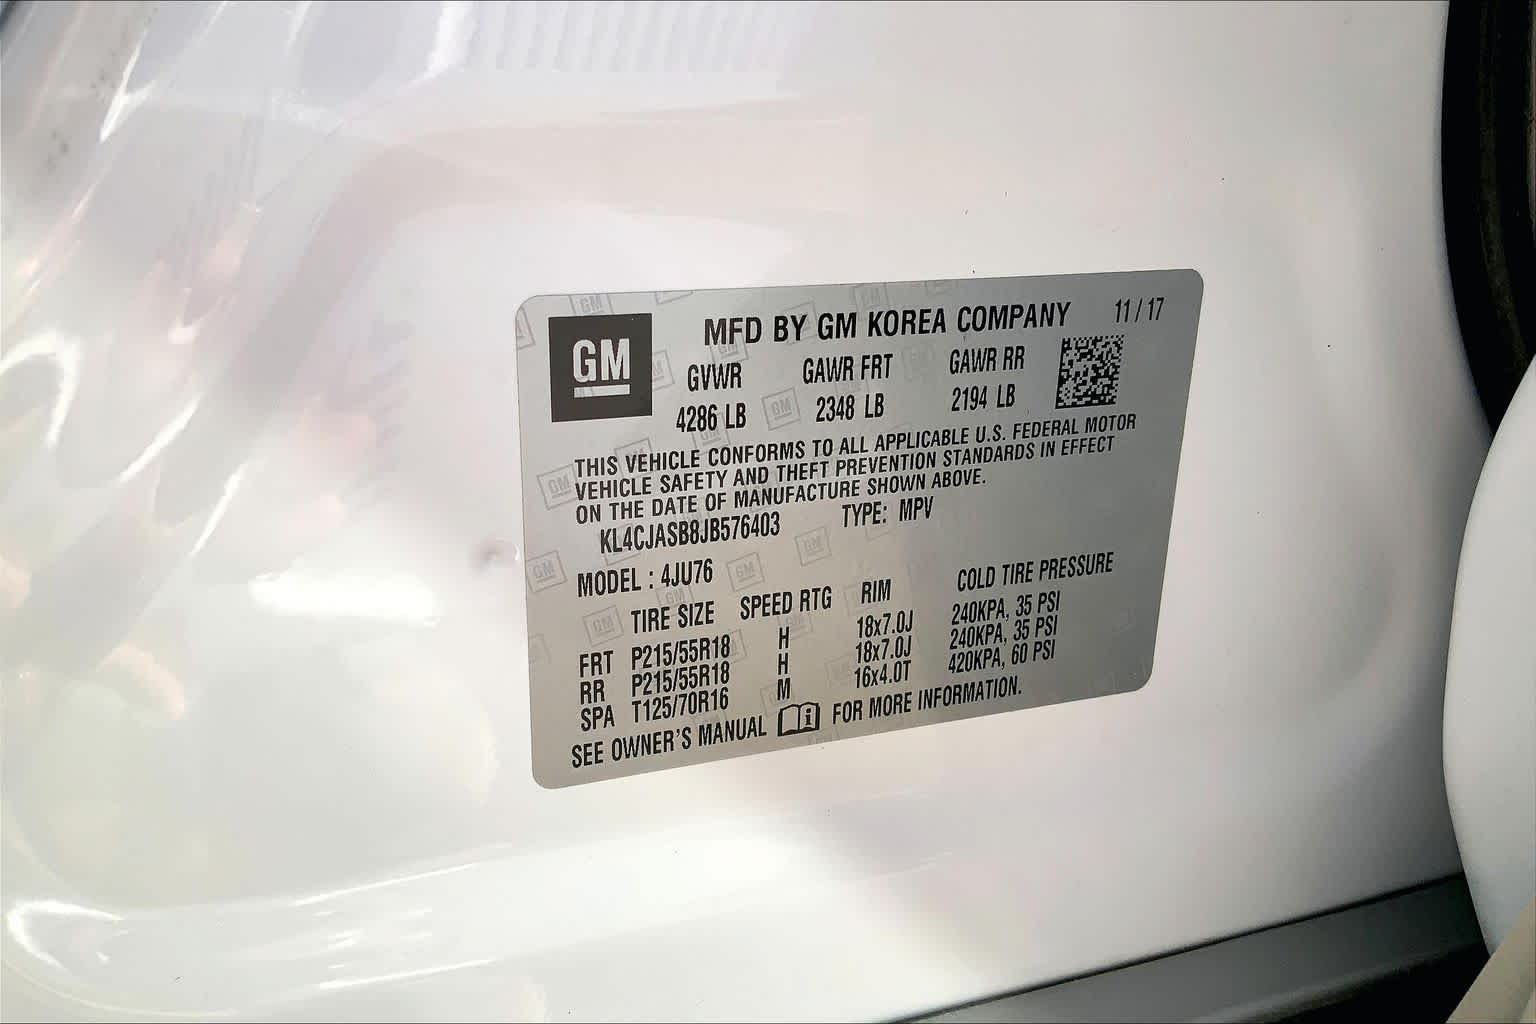 GM
MFD BY GM KOREA COMPANY 11 / 17
GVWR GAWR FRT GAWR RR
4286 LB 2348 LB 2194 LB
THIS VEHICLE CONFORMS TO ALL APPLICABLE U.S. FEDERAL MOTOR
VEHICLE SAFETY AND THEFT PREVENTION STANDARDS IN EFFECT
ON THE DATE OF MANUFACTURE SHOWN ABOVE.
KL4CJASB8JB576403 TYPE: MPV
MODEL : 4JU76
TIRE SIZE SPEED RTG RIM COLD TIRE PRESSURE
FRT P215/55R18 H 18x7.0J 240KPA, 35 PSI
RR P215/55R18 H 18x7.0J 240KPA, 35 PSI
SPA T125/70R16 M 16x4.0T 420KPA, 60 PSI
SEE OWNER'S MANUAL FOR MORE INFORMATION.